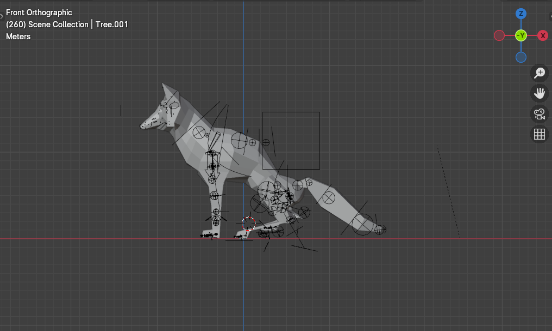 Front Orthographic
(260) Scene Collection | Tree.001
Meters
Z
-Y
X